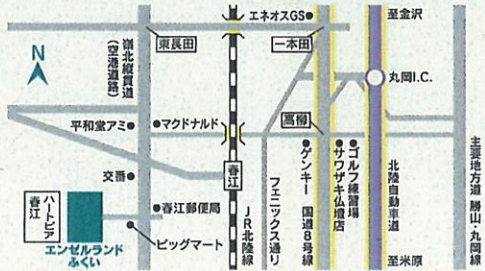 エネオスGS
至金沢
東長田
一本田
嶺北縦貫道
(空港道路)
N
丸岡I.C.
平和堂アミ
マクドナルド
高柳
交番
春江
ゲンキー
国道8号線
サワザキ仏壇店
ゴルフ練習場
北陸自動車道
主要地方道 勝山・丸岡線
フェニックス通り
JR北陸線
ハートピア
春江
春江郵便局
エンゼルランド
ふくい
ビッグマート
至米原